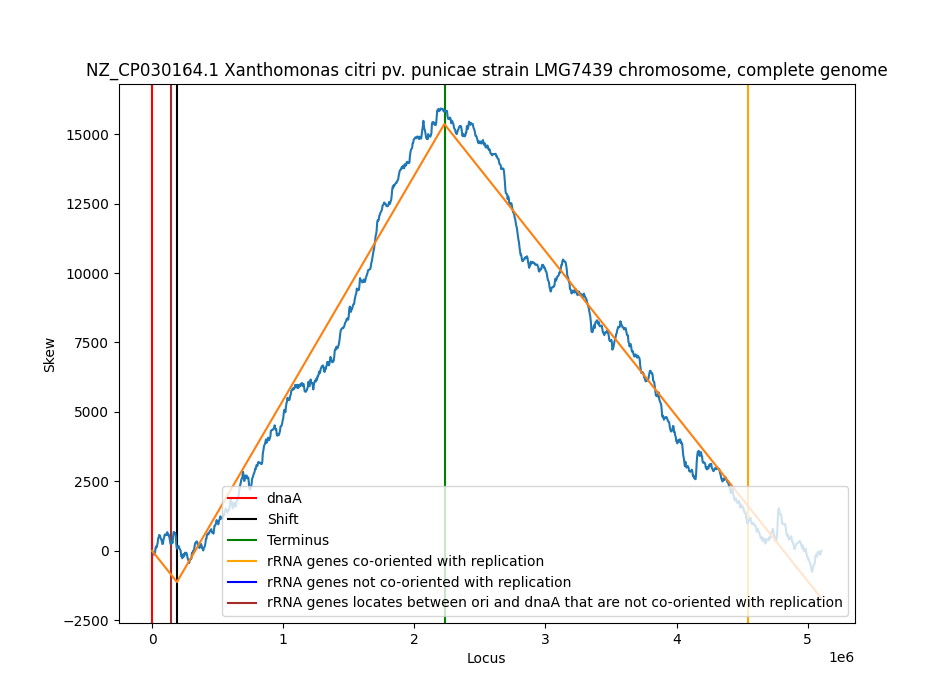 NZ_CP030164.1 Xanthomonas citri pv. punicae strain LMG7439 chromosome, complete genome
15000
12500
10000
7500
5000
2500
0
−2500
Skew
dnaA
Shift
Terminus
rRNA genes co-oriented with replication
rRNA genes not co-oriented with replication
rRNA genes locates between ori and dnaA that are not co-oriented with replication
0 1 2 3 4 5
1e6
Locus